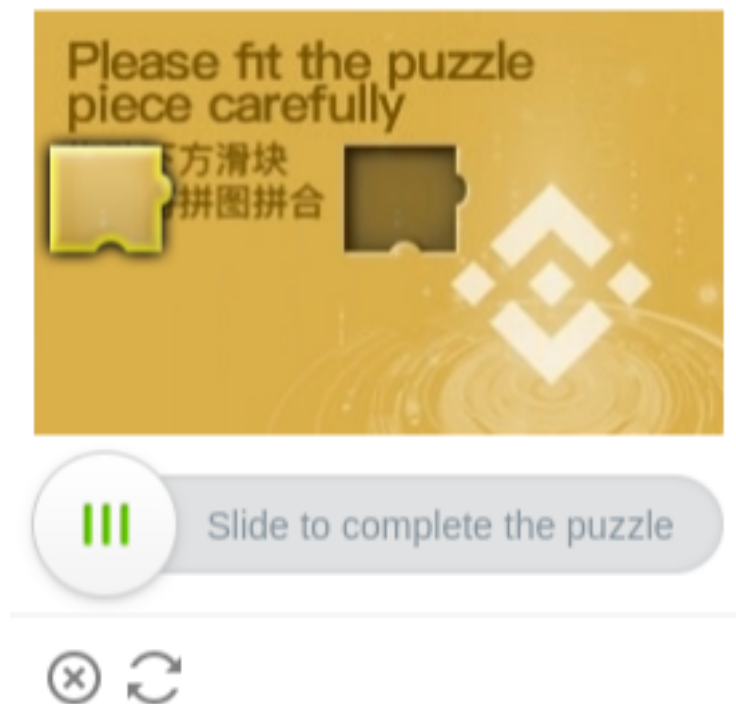 Please fit the puzzle
piece carefully
方滑块
拼图拼合
Slide to complete the puzzle